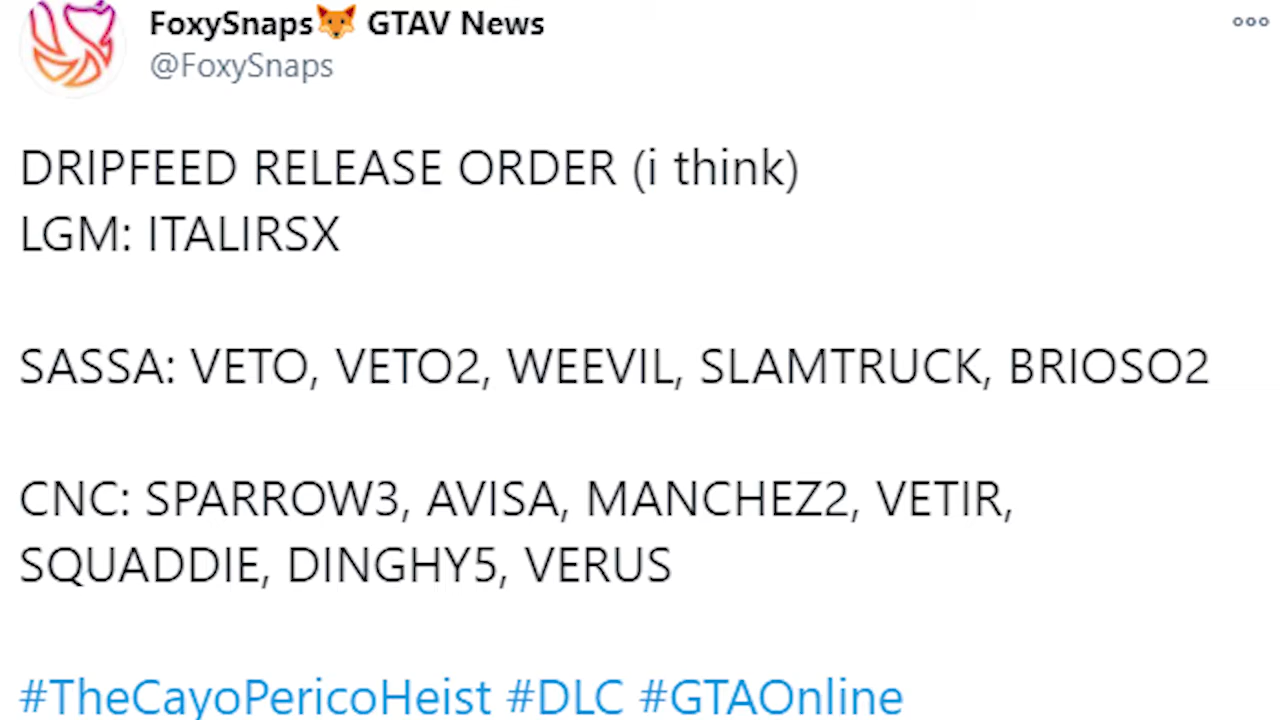 FoxySnaps🦊 GTAV News
@FoxySnaps
DRIPFEED RELEASE ORDER (i think)
LGM: ITALIRSX
SASSA: VETO, VETO2, WEEVIL, SLAMTRUCK, BRIOSO2
CNC: SPARROW3, AVISA, MANCHEZ2, VETIR,
SQUADDIE, DINGHY5, VERUS
#TheCayoPericoHeist #DLC #GTAOnline